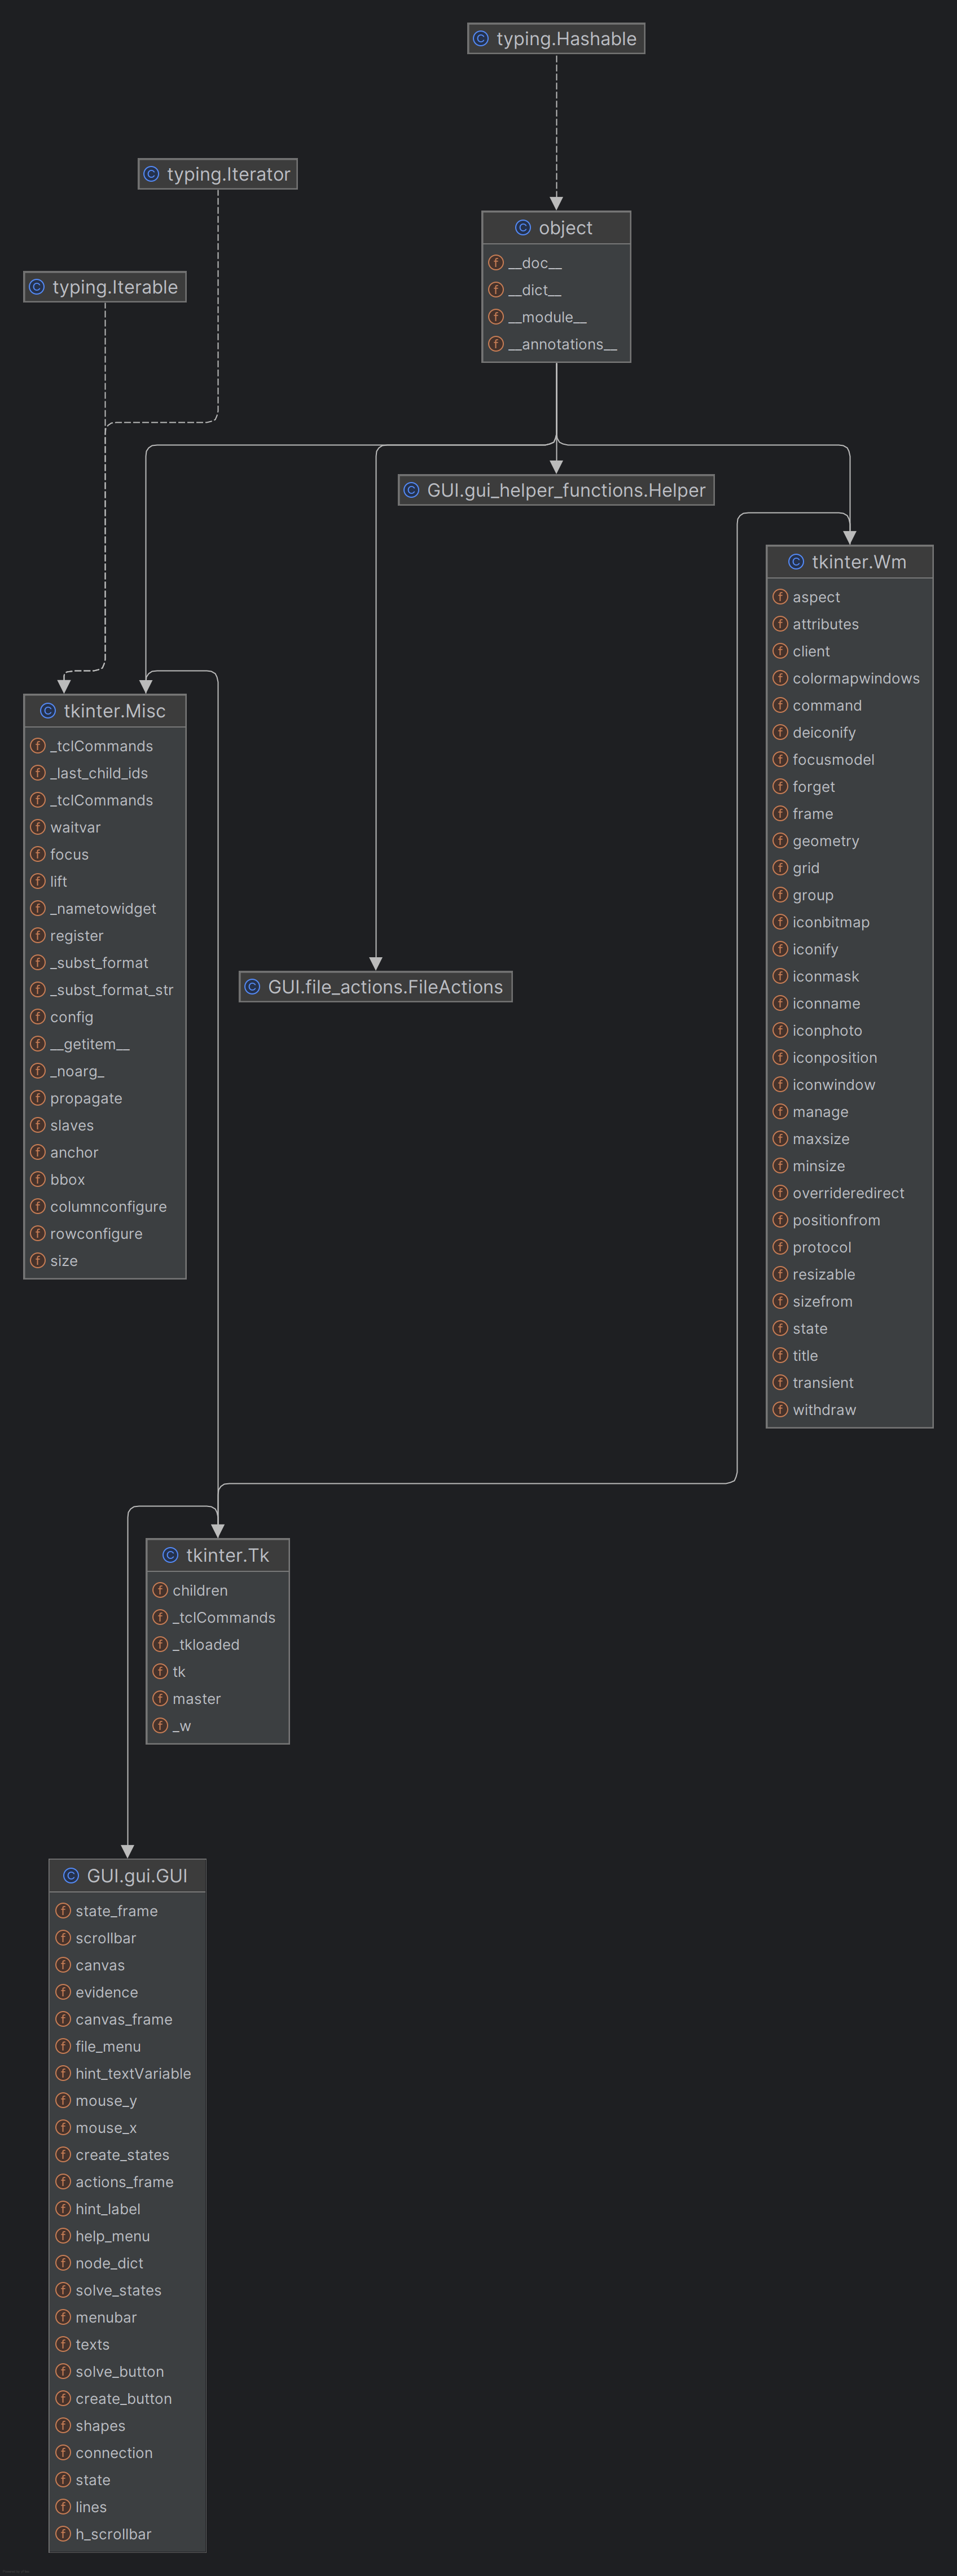 typing.Hashable
typing.Iterator
object
__doc__
__dict__
__module__
__annotations__
typing.Iterable
GUI.gui_helper_functions.Helper
tkinter.Wm
aspect
attributes
client
colormapwindows
command
deiconify
focusmodel
forget
frame
geometry
grid
group
iconbitmap
iconify
iconmask
iconname
iconphoto
iconposition
iconwindow
manage
maxsize
minsize
overrideredirect
positionfrom
protocol
resizable
sizefrom
state
title
transient
withdraw
tkinter.Misc
_tclCommands
_last_child_ids
_tclCommands
waitvar
focus
lift
_nametowidget
register
_subst_format
_subst_format_str
config
__getitem__
_noarg_
propagate
slaves
anchor
bbox
columnconfigure
rowconfigure
size
GUI.file_actions.FileActions
tkinter.Tk
children
_tclCommands
_tkloaded
tk
master
_w
GUI.gui.GUI
state_frame
scrollbar
canvas
evidence
canvas_frame
file_menu
hint_textVariable
mouse_y
mouse_x
create_states
actions_frame
hint_label
help_menu
node_dict
solve_states
menubar
texts
solve_button
create_button
shapes
connection
state
lines
h_scrollbar